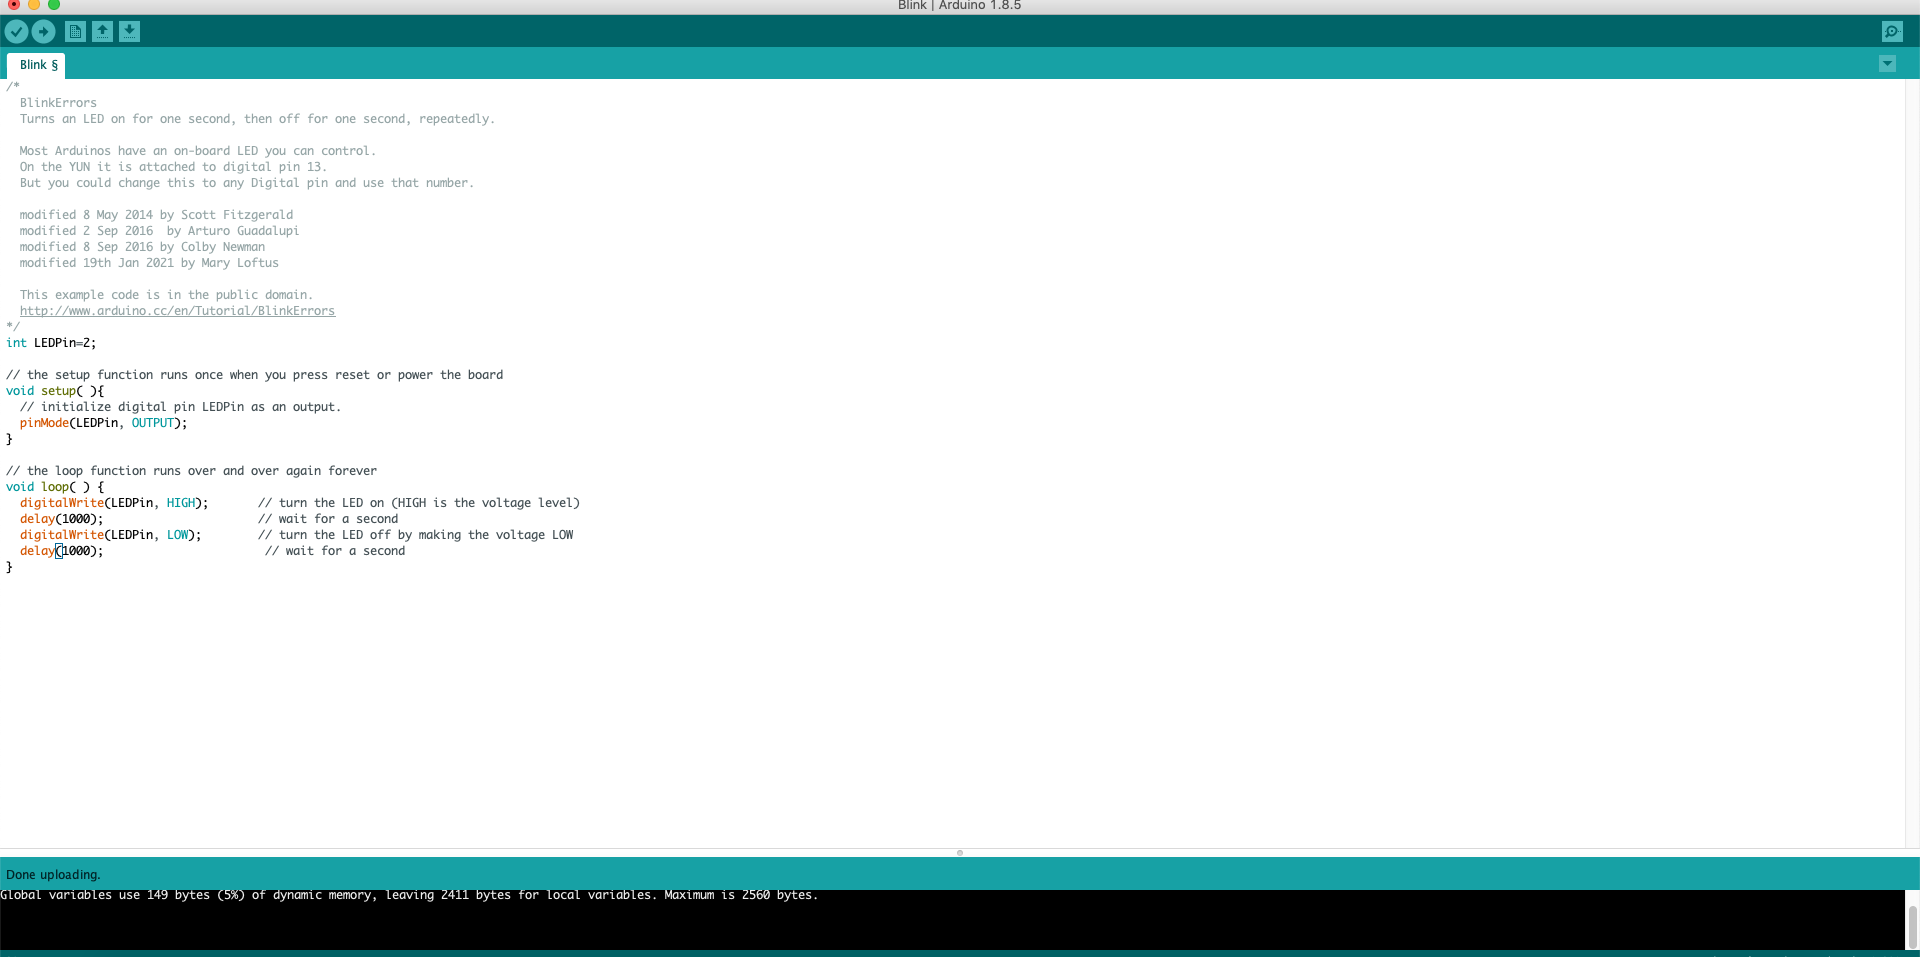 Blink | Arduino 1.8.5
Blink §
/*
  BlinkErrors
  Turns an LED on for one second, then off for one second, repeatedly.

  Most Arduinos have an on-board LED you can control.
  On the YUN it is attached to digital pin 13.
  But you could change this to any Digital pin and use that number.

  modified 8 May 2014 by Scott Fitzgerald
  modified 2 Sep 2016  by Arturo Guadalupi
  modified 8 Sep 2016 by Colby Newman
  modified 19th Jan 2021 by Mary Loftus

  This example code is in the public domain.
  http://www.arduino.cc/en/Tutorial/BlinkErrors
*/
int LEDPin=2;

// the setup function runs once when you press reset or power the board
void setup( ){
  // initialize digital pin LEDPin as an output.
  pinMode(LEDPin, OUTPUT);
}

// the loop function runs over and over again forever
void loop( ) {
  digitalWrite(LEDPin, HIGH);       // turn the LED on (HIGH is the voltage level)
  delay(1000);                      // wait for a second
  digitalWrite(LEDPin, LOW);        // turn the LED off by making the voltage LOW
  delay(1000);                       // wait for a second
}
Done uploading.
Global variables use 149 bytes (5%) of dynamic memory, leaving 2411 bytes for local variables. Maximum is 2560 bytes.